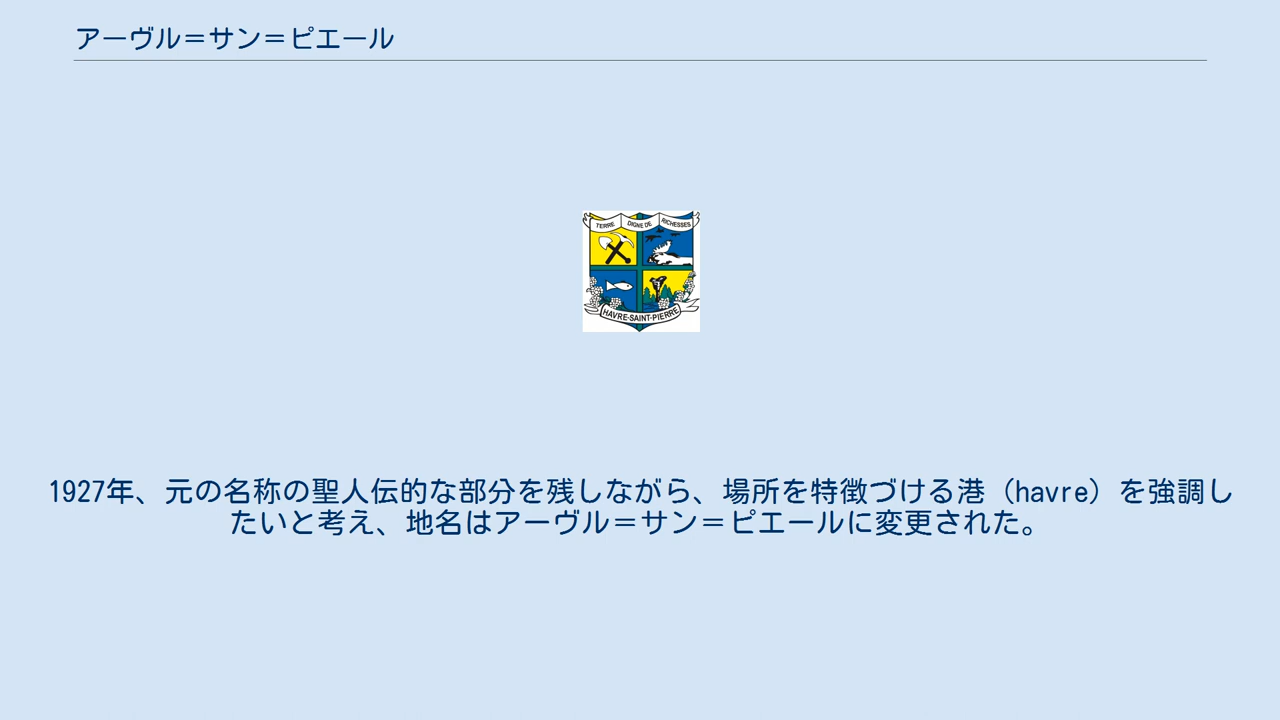 アーヴル＝サン＝ピエール
TERRE DIGNE DE RICHESSES
HAVRE-SAINT-PIERRE
1927年、元の名称の聖人伝的な部分を残しながら、場所を特徴づける港（havre）を強調し
たいと考え、地名はアーヴル＝サン＝ピエールに変更された。